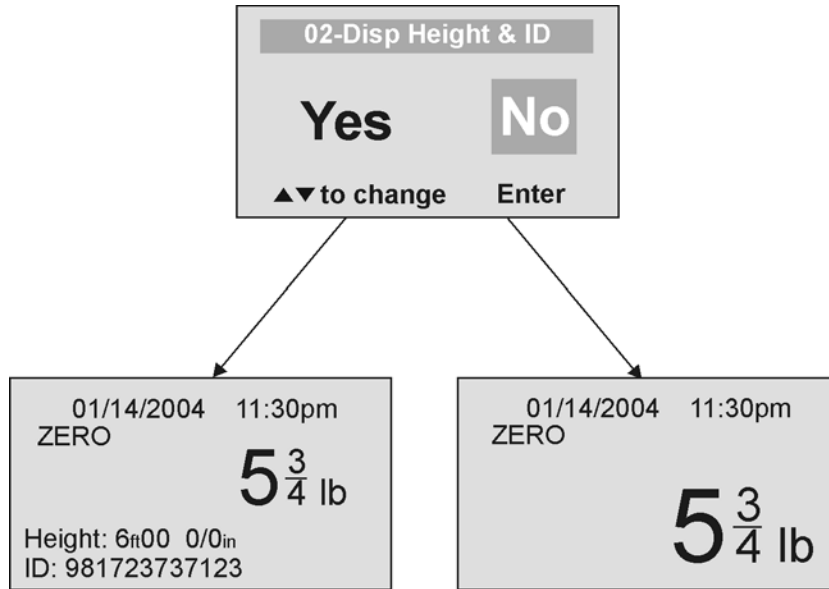 02-Disp Height & ID
Yes No
▲▼ to change Enter
01/14/2004 11:30pm
ZERO
5 3/4 lb
Height: 6ft00 0/0in
ID: 981723737123
01/14/2004 11:30pm
ZERO
5 3/4 lb